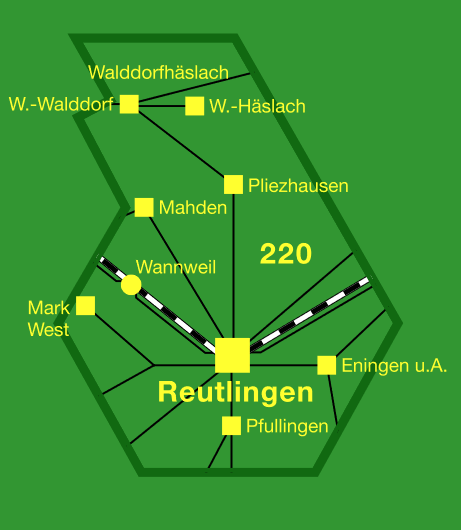 Walddorfhäslach
W.-Walddorf
W.-Häslach
Pliezhausen
Mahden
220
Wannweil
Mark
West
Eningen u.A.
Reutlingen
Pfullingen